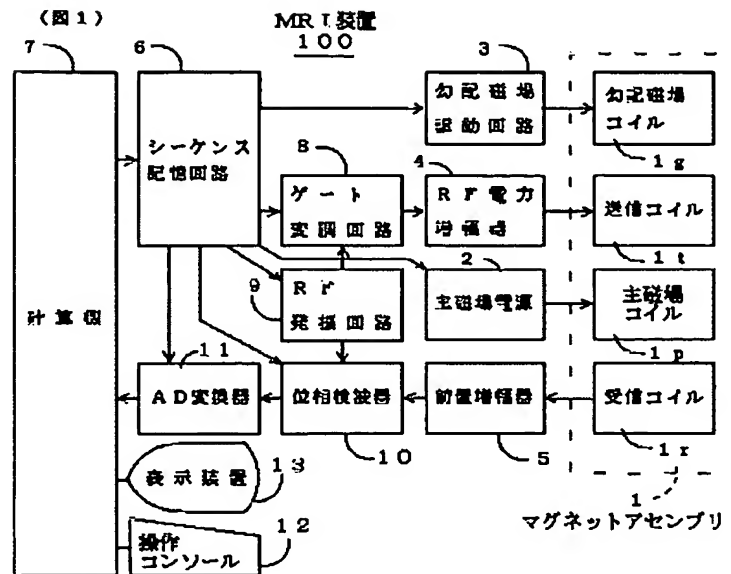 (図1)
MRI装置
100
7
6
3
勾配磁場
駆動回路
勾配磁場
コイル
1g
シーケンス
記憶回路
8
ゲート
変調回路
4
RF電力
増幅器
送信コイル
1t
9
RF
発振回路
2
主磁場電源
主磁場
コイル
1p
計算機
11
AD変換器
位相検波器
10
前置増幅器
5
受信コイル
1r
表示装置
13
1
マグネットアセンブリ
操作
コンソール
12